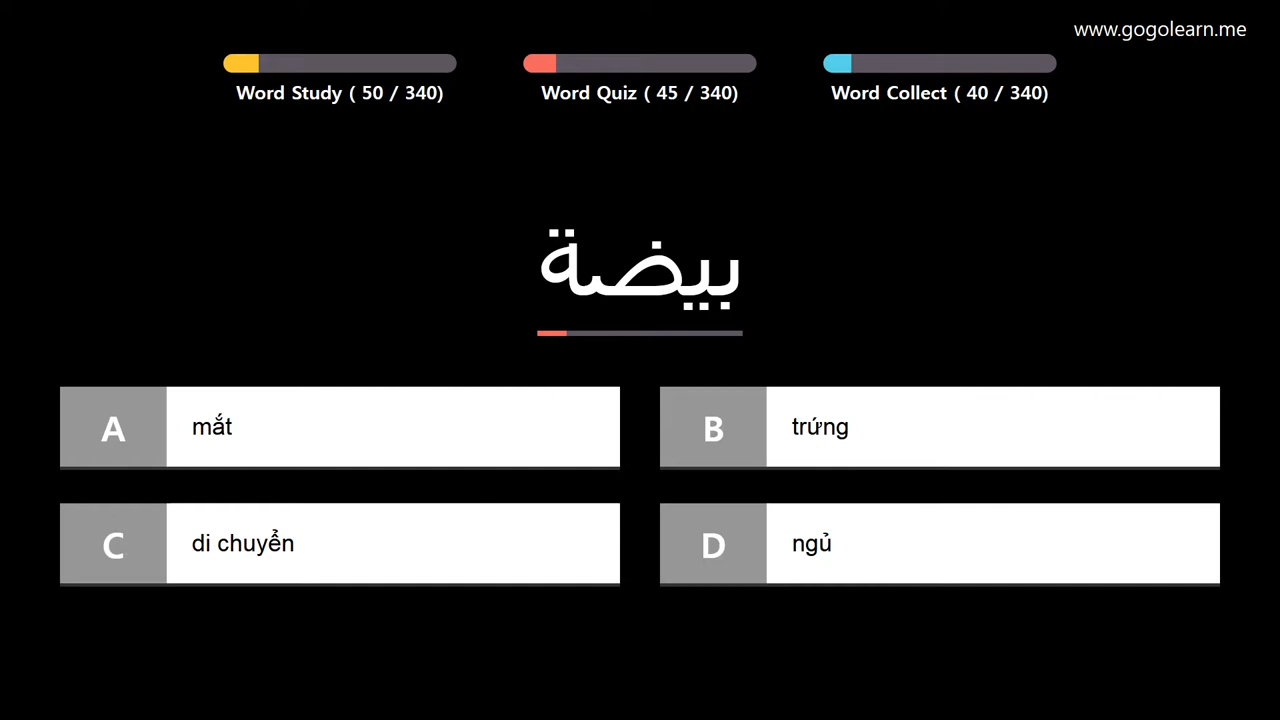 www.gogolearn.me
Word Study ( 50 / 340)
Word Quiz ( 45 / 340)
Word Collect ( 40 / 340)
بيضة
A mắt
B trứng
C di chuyển
D ngủ